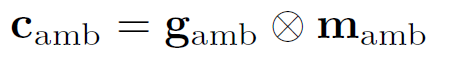 c_amb = g_amb ⊗ m_amb